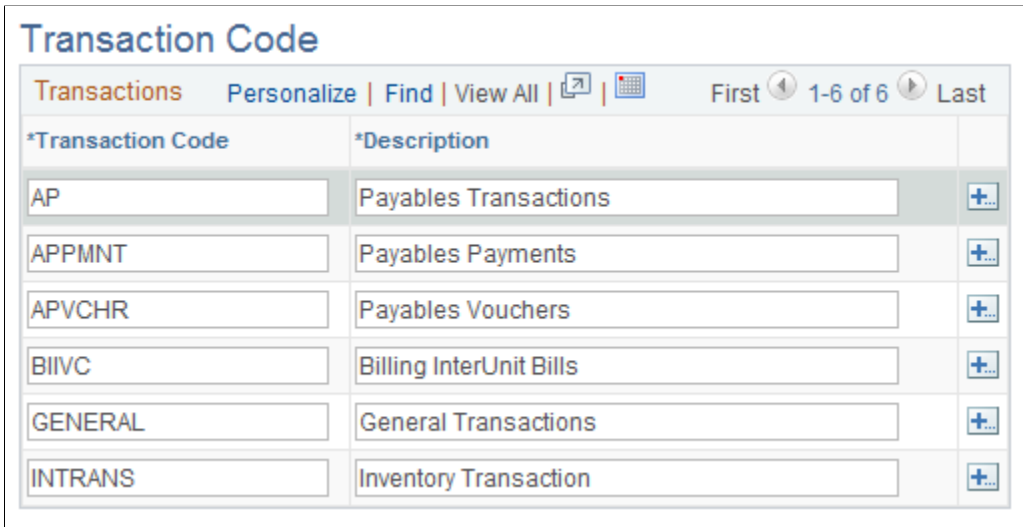 Transaction Code
Transactions Personalize | Find | View All | | First 1-6 of 6 Last
*Transaction Code *Description
AP Payables Transactions
APPMNT Payables Payments
APVCHR Payables Vouchers
BIIVC Billing InterUnit Bills
GENERAL General Transactions
INTRANS Inventory Transaction